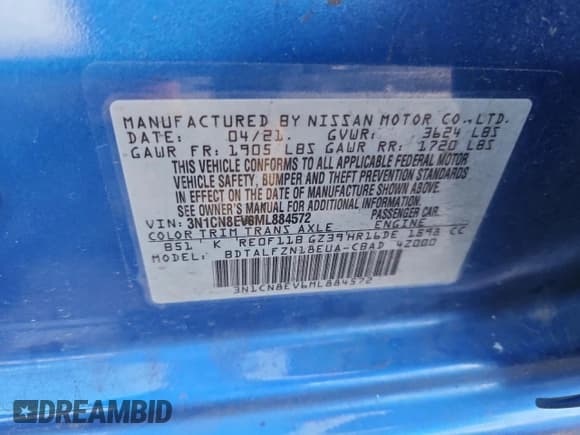 MANUFACTURED BY NISSAN MOTOR CO.,LTD.
DATE: 04/21. GVWR: 3624 LBS
GAWR FR: 1905 LBS GAWR RR: 1720 LBS
THIS VEHICLE CONFORMS TO ALL APPLICABLE FEDERAL MOTOR
VEHICLE SAFETY, BUMPER AND THEFT PREVENTION STANDARDS
IN EFFECT ON THE DATE OF MANUFACTURE SHOWN ABOVE.
SEE OWNER'S MANUAL FOR ADDITIONAL INFORMATION.
VIN: 3N1CN8EV6ML884572 PASSENGER CAR
COLOR TRIM TRANS AXLE ENGINE
B51 K RE0F11B GZ39 HR16DE 1598 CC
MODEL: BDTALFZN18EUA-CBAD 42000
3N1CN8EV6ML884572
DREAMBID